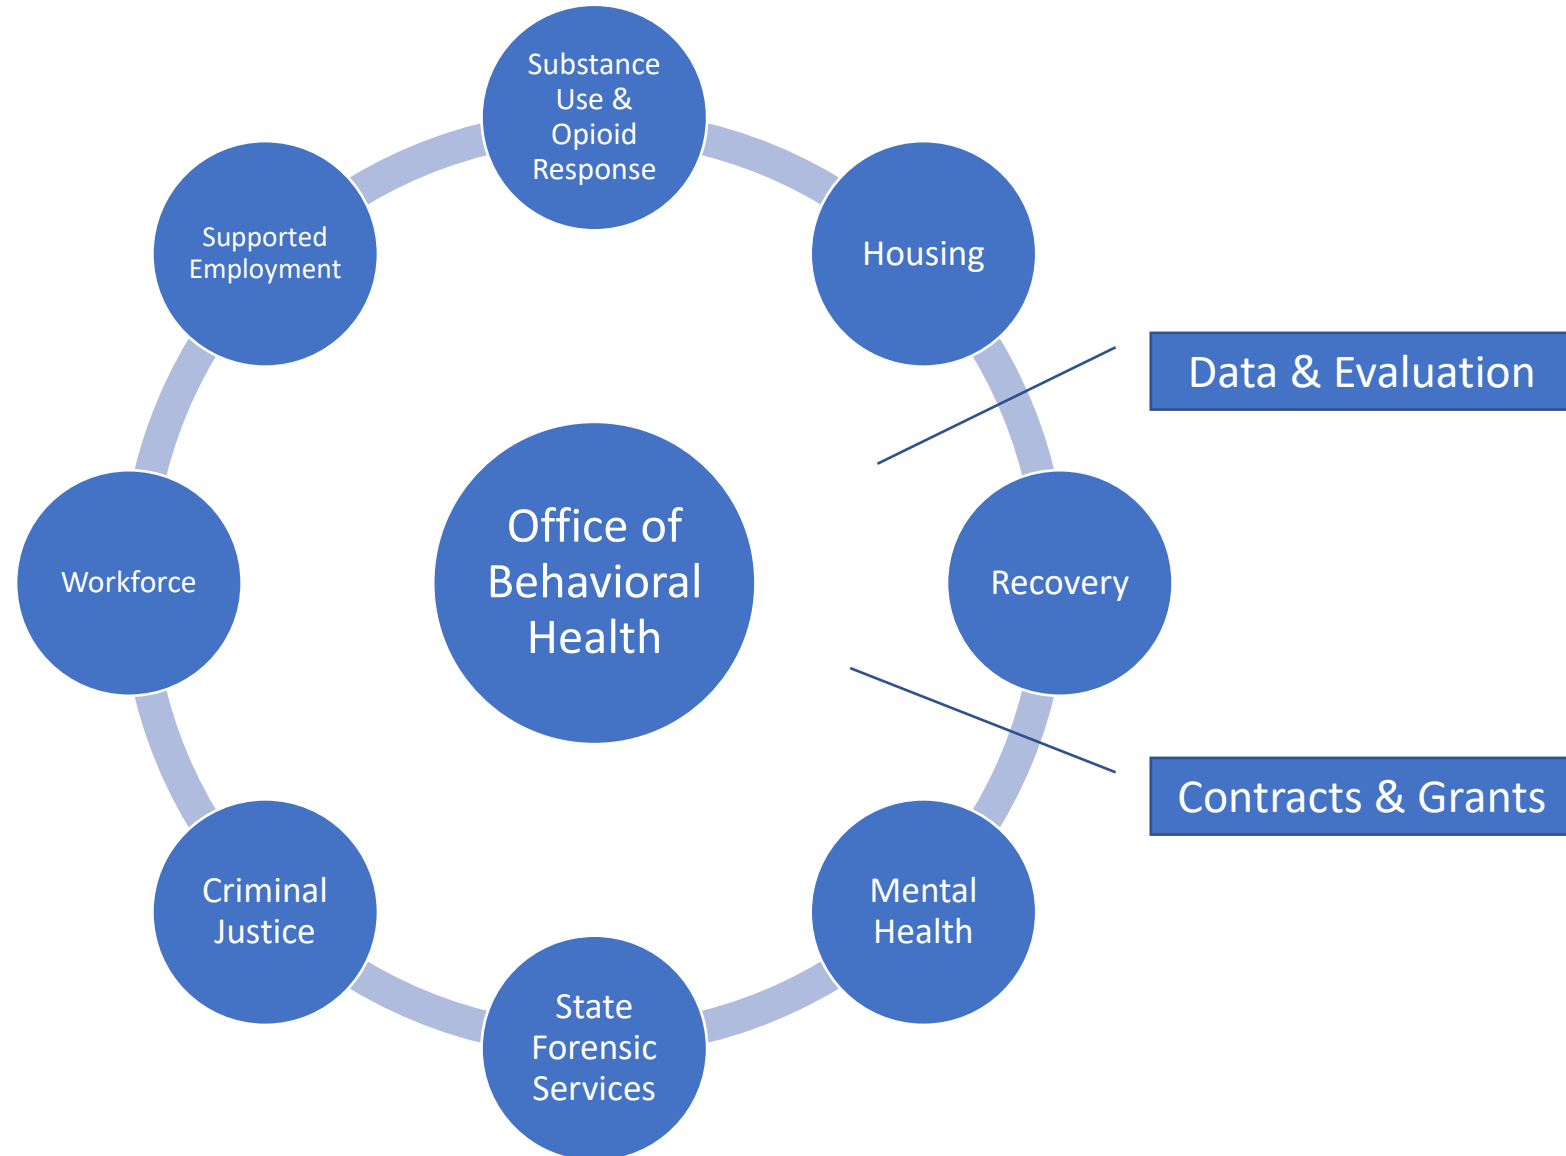 Substance
Use &
Opioid
Response
Supported
Employment
Housing
Data & Evaluation
Office of
Behavioral
Health
Workforce
Recovery
Contracts & Grants
Criminal
Justice
Mental
Health
State
Forensic
Services